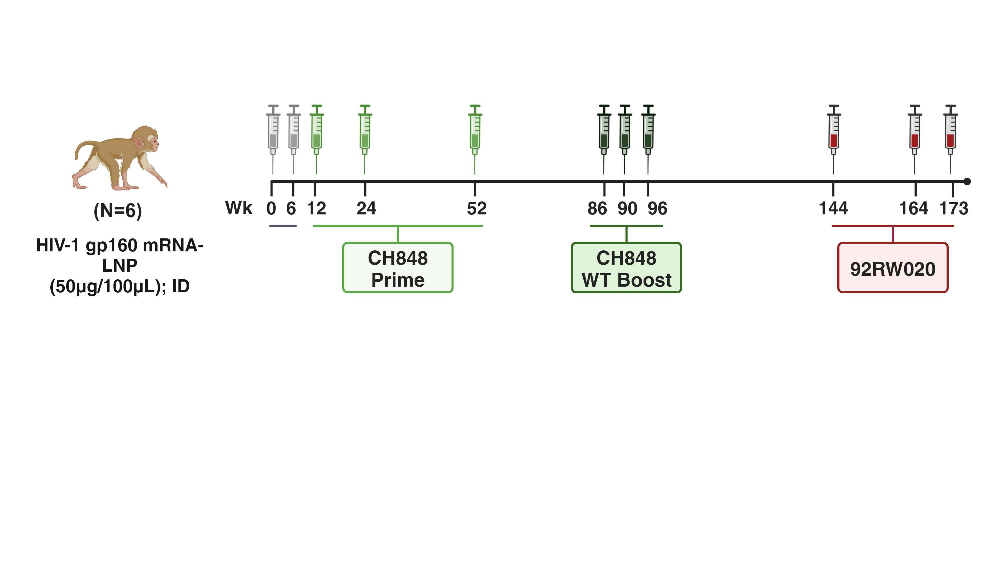 Wk 0 6 12 24 52 86 90 96 144 164 173
(N=6)
HIV-1 gp160 mRNA-
LNP
(50µg/100µL); ID
CH848
Prime
CH848
WT Boost
92RW020